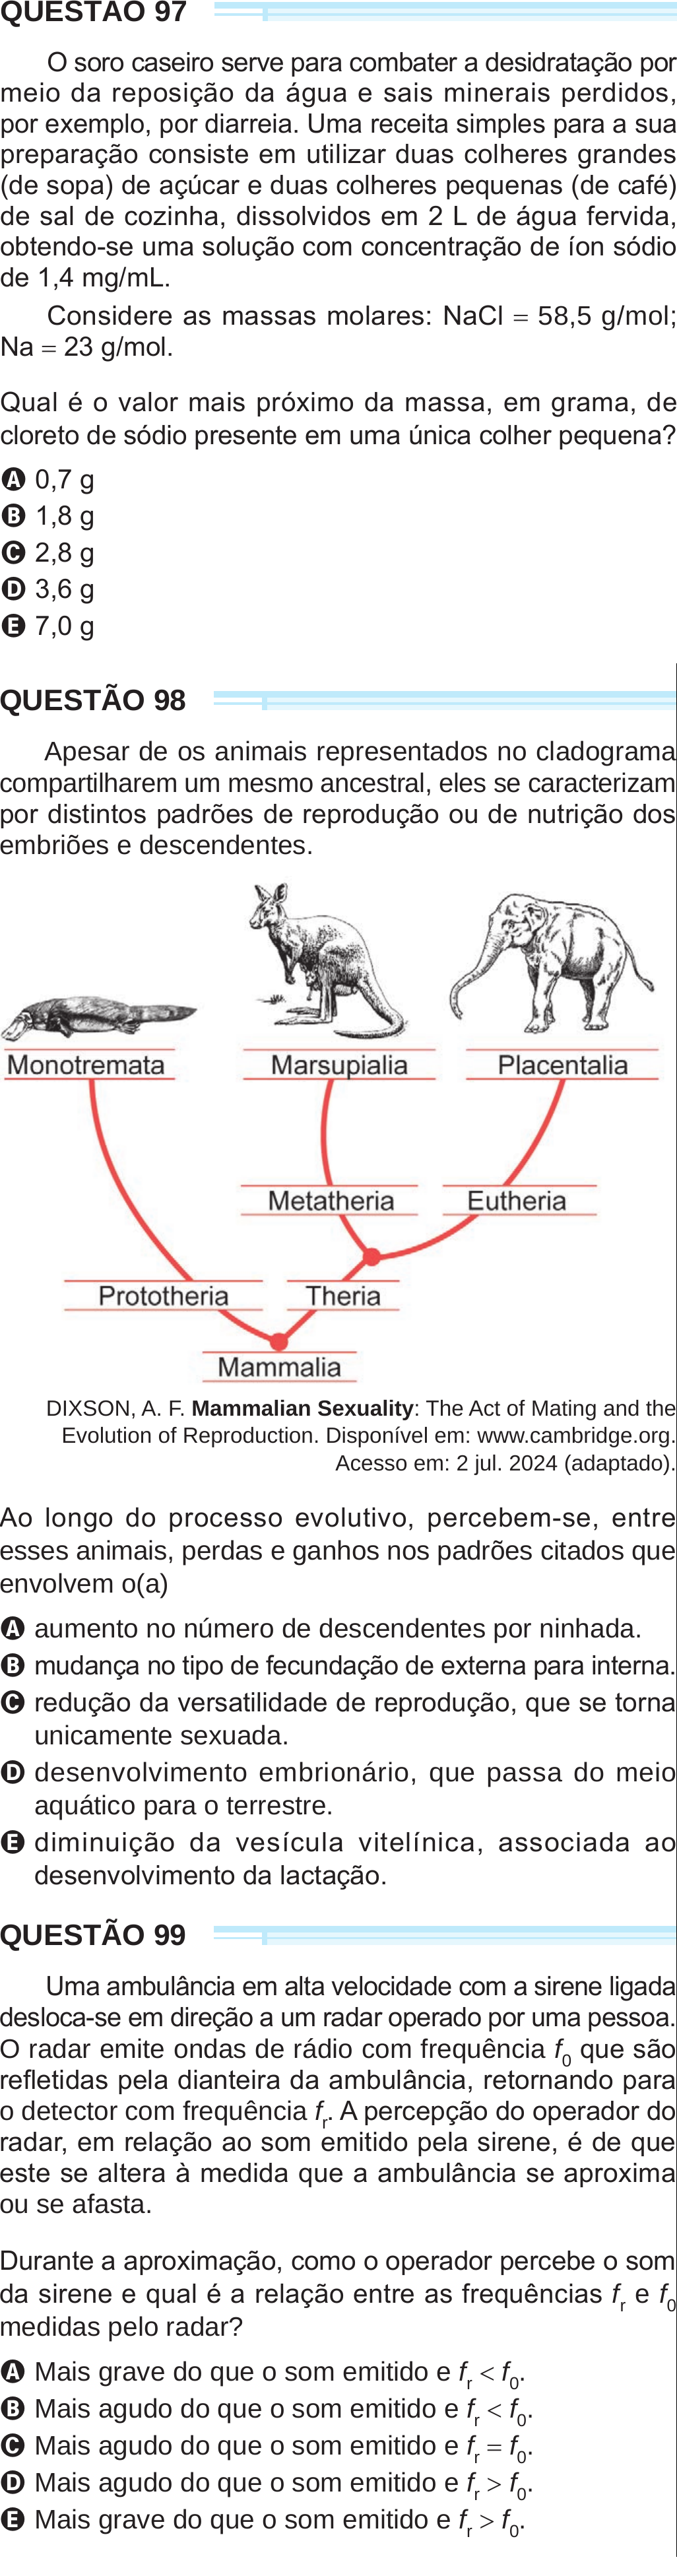 QUESTÃO 97
O soro caseiro serve para combater a desidratação por
meio da reposição da água e sais minerais perdidos,
por exemplo, por diarreia. Uma receita simples para a sua
preparação consiste em utilizar duas colheres grandes
(de sopa) de açúcar e duas colheres pequenas (de café)
de sal de cozinha, dissolvidos em 2 L de água fervida,
obtendo-se uma solução com concentração de íon sódio
de 1,4 mg/mL.
Considere as massas molares: NaCl = 58,5 g/mol;
Na = 23 g/mol.
Qual é o valor mais próximo da massa, em grama, de
cloreto de sódio presente em uma única colher pequena?
A 0,7 g
B 1,8 g
C 2,8 g
D 3,6 g
E 7,0 g
QUESTÃO 98
Apesar de os animais representados no cladograma
compartilharem um mesmo ancestral, eles se caracterizam
por distintos padrões de reprodução ou de nutrição dos
embriões e descendentes.
Monotremata Marsupialia Placentalia
Metatheria Eutheria
Prototheria Theria
Mammalia
DIXSON, A. F. Mammalian Sexuality: The Act of Mating and the
Evolution of Reproduction. Disponível em: www.cambridge.org.
Acesso em: 2 jul. 2024 (adaptado).
Ao longo do processo evolutivo, percebem-se, entre
esses animais, perdas e ganhos nos padrões citados que
envolvem o(a)
A aumento no número de descendentes por ninhada.
B mudança no tipo de fecundação de externa para interna.
C redução da versatilidade de reprodução, que se torna
unicamente sexuada.
D desenvolvimento embrionário, que passa do meio
aquático para o terrestre.
E diminuição da vesícula vitelínica, associada ao
desenvolvimento da lactação.
QUESTÃO 99
Uma ambulância em alta velocidade com a sirene ligada
desloca-se em direção a um radar operado por uma pessoa.
O radar emite ondas de rádio com frequência f0 que são
refletidas pela dianteira da ambulância, retornando para
o detector com frequência fr. A percepção do operador do
radar, em relação ao som emitido pela sirene, é de que
este se altera à medida que a ambulância se aproxima
ou se afasta.
Durante a aproximação, como o operador percebe o som
da sirene e qual é a relação entre as frequências fr e f0
medidas pelo radar?
A Mais grave do que o som emitido e fr < f0.
B Mais agudo do que o som emitido e fr < f0.
C Mais agudo do que o som emitido e fr = f0.
D Mais agudo do que o som emitido e fr > f0.
E Mais grave do que o som emitido e fr > f0.